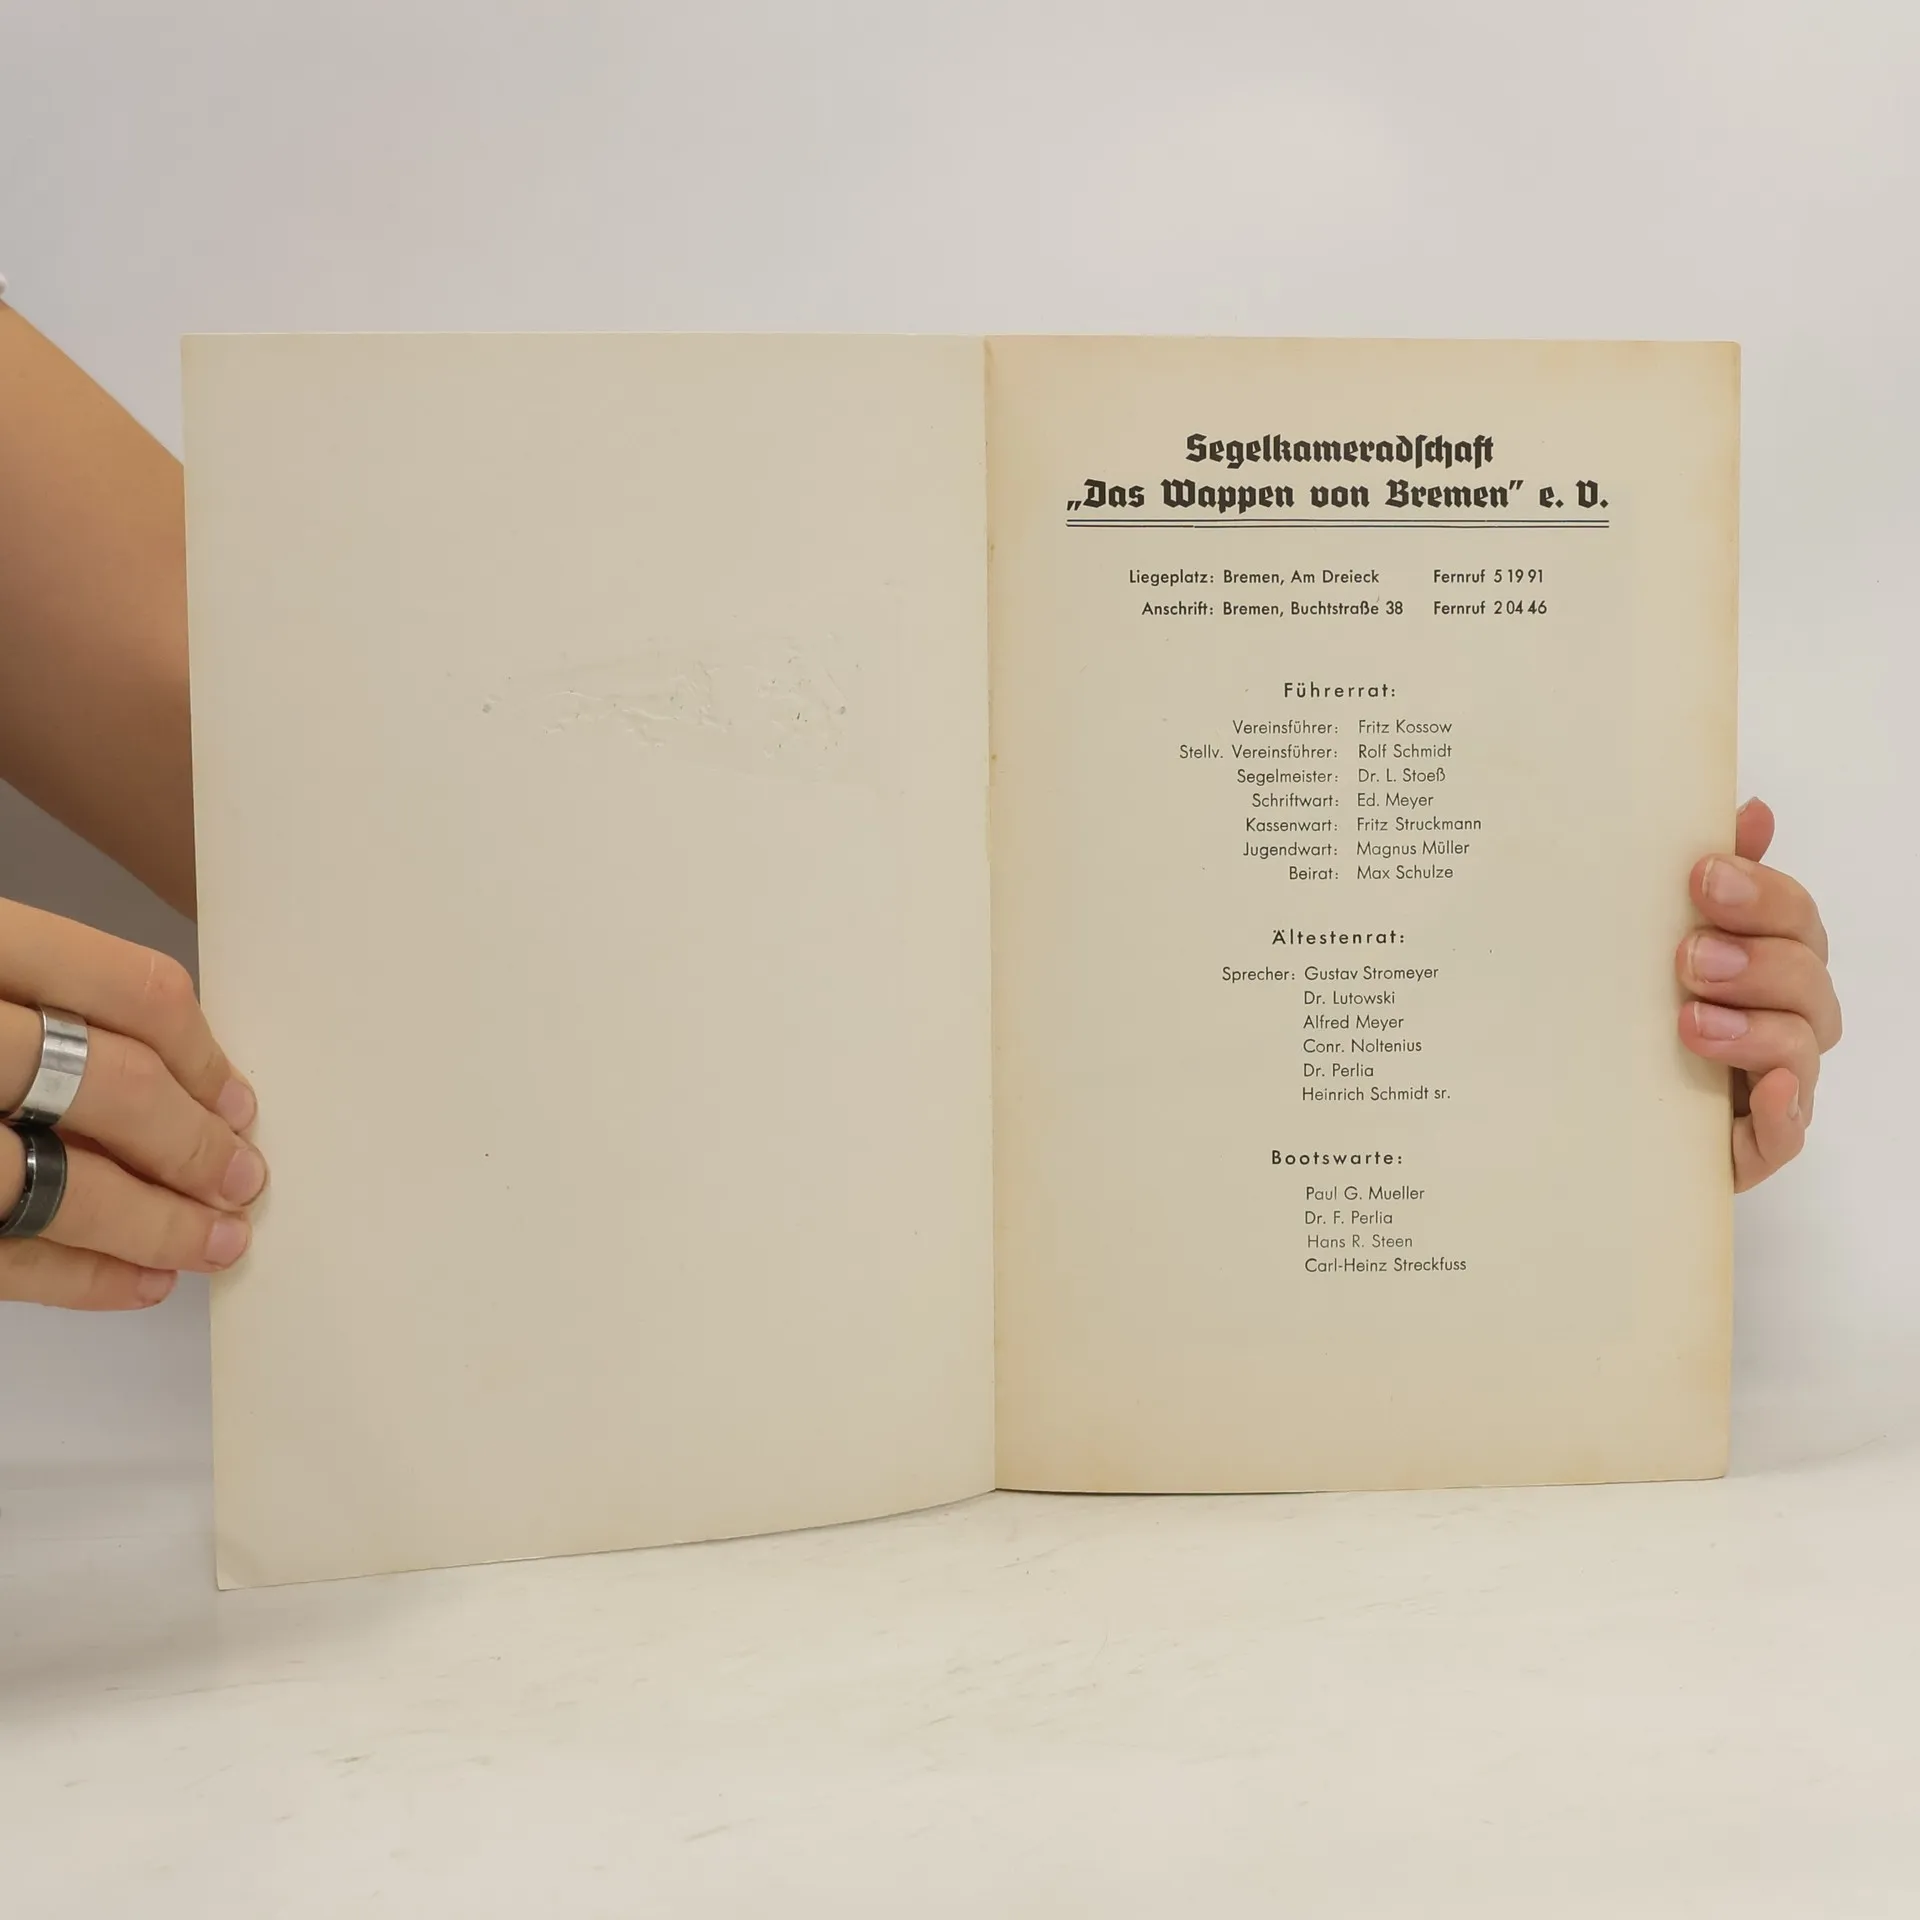 Segelkameradschaft
„Das Wappen von Bremen" e. V.
Liegeplatz: Bremen, Am Dreieck Fernruf 5 19 91
Anschrift: Bremen, Buchtstraße 38 Fernruf 2 04 46
Führerrat:
Vereinsführer: Fritz Kossow
Stellv. Vereinsführer: Rolf Schmidt
Segelmeister: Dr. L. Stoeß
Schriftwart: Ed. Meyer
Kassenwart: Fritz Struckmann
Jugendwart: Magnus Müller
Beirat: Max Schulze
Ältestenrat:
Sprecher: Gustav Stromeyer
Dr. Lutowski
Alfred Meyer
Conr. Noltenius
Dr. Perlia
Heinrich Schmidt sr.
Bootswarte:
Paul G. Mueller
Dr. F. Perlia
Hans R. Steen
Carl-Heinz Streckfuss